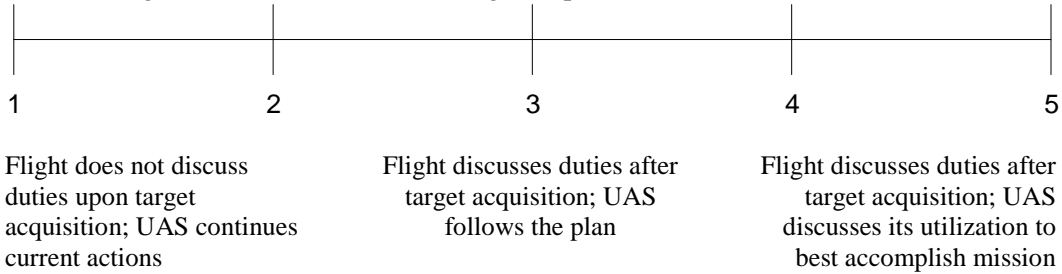 1 2 3 4 5
Flight does not discuss
duties upon target
acquisition; UAS continues
current actions
Flight discusses duties after
target acquisition; UAS
follows the plan
Flight discusses duties after
target acquisition; UAS
discusses its utilization to
best accomplish mission